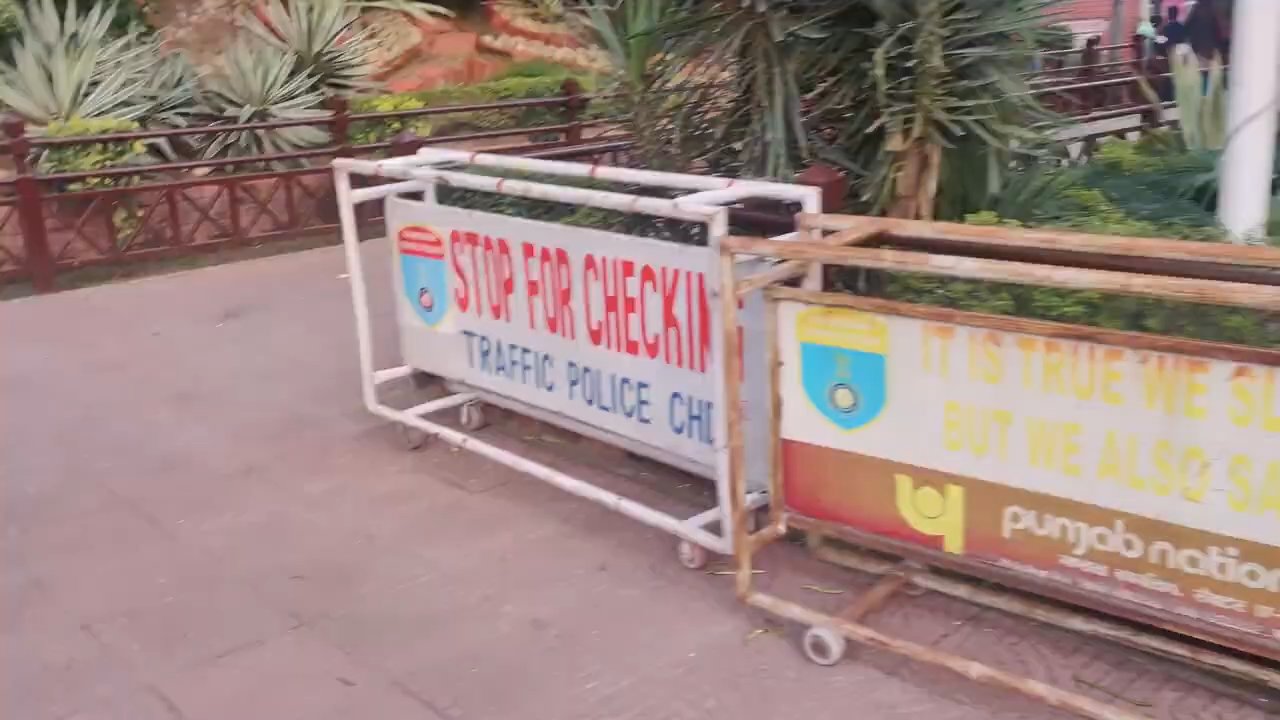 STOP FOR CHECKIN
TRAFFIC POLICE CH
IT IS TRUE WE
BUT WE ALSO SA
punjab nation